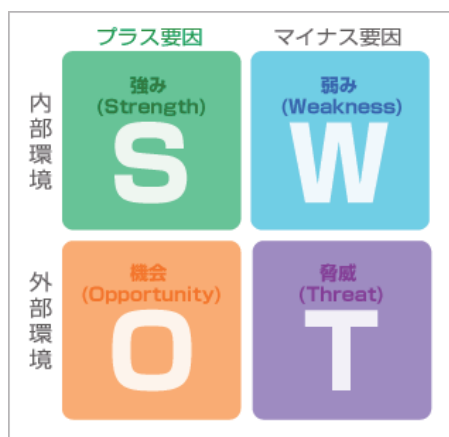 プラス要因
マイナス要因
内部環境
強み
(Strength)
S
弱み
(Weakness)
W
外部環境
機会
(Opportunity)
O
脅威
(Threat)
T